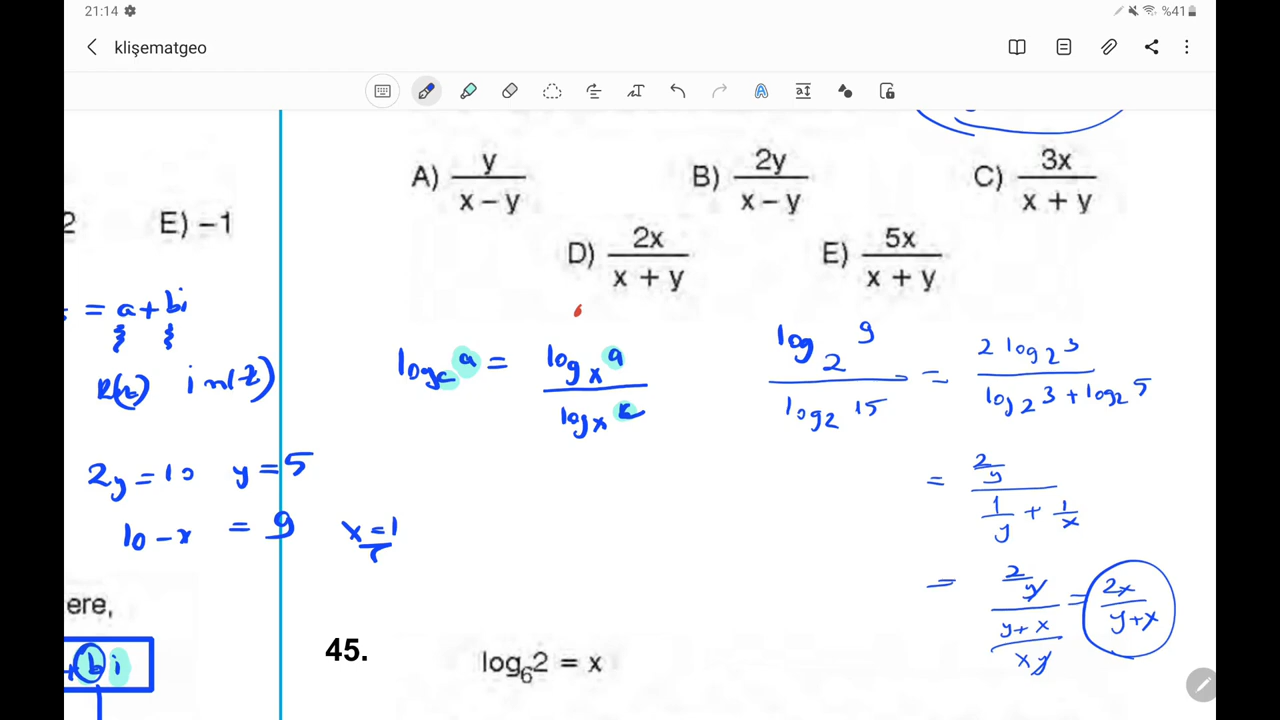 21:14
%41
klişematgeo
A) y / x – y
B) 2y / x – y
C) 3x / x + y
2 E) –1
D) 2x / x + y
E) 5x / x + y
= a + bi
R(z) im(z)
log_c a = log_x a / log_x c
log_2 9 / log_2 15 = 2 log_2 3 / log_2 3 + log_2 5
2y = 10 y = 5
= 2/y / 1/y + 1/x
10 – x = 9 x = 1
= 2/y / y + x / xy = 2x / y + x
ere,
bi
45.
log₆2 = x